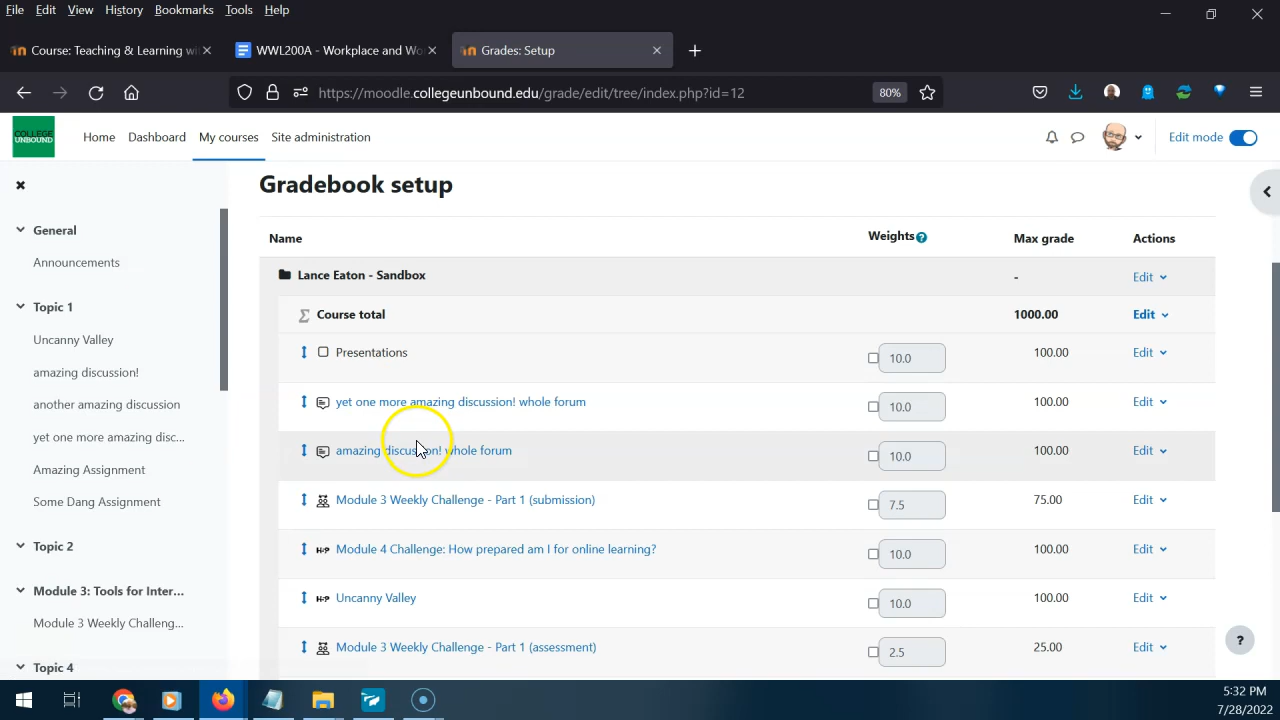 File Edit View History Bookmarks Tools Help
Course: Teaching & Learning wi
WWL200A - Workplace and Wo
Grades: Setup
https://moodle.collegeunbound.edu/grade/edit/tree/index.php?id=12
80%
COLLEGE
UNBOUND
Home Dashboard My courses Site administration
Edit mode
General
Announcements
Topic 1
Uncanny Valley
amazing discussion!
another amazing discussion
yet one more amazing disc...
Amazing Assignment
Some Dang Assignment
Topic 2
Module 3: Tools for Inter...
Module 3 Weekly Challeng...
Topic 4
Gradebook setup
Name Weights Max grade Actions
Lance Eaton - Sandbox - Edit
Course total 1000.00 Edit
Presentations 10.0 100.00 Edit
yet one more amazing discussion! whole forum 10.0 100.00 Edit
amazing discussion! whole forum 10.0 100.00 Edit
Module 3 Weekly Challenge - Part 1 (submission) 7.5 75.00 Edit
H-P Module 4 Challenge: How prepared am I for online learning? 10.0 100.00 Edit
H-P Uncanny Valley 10.0 100.00 Edit
Module 3 Weekly Challenge - Part 1 (assessment) 2.5 25.00 Edit
?
5:32 PM
7/28/2022